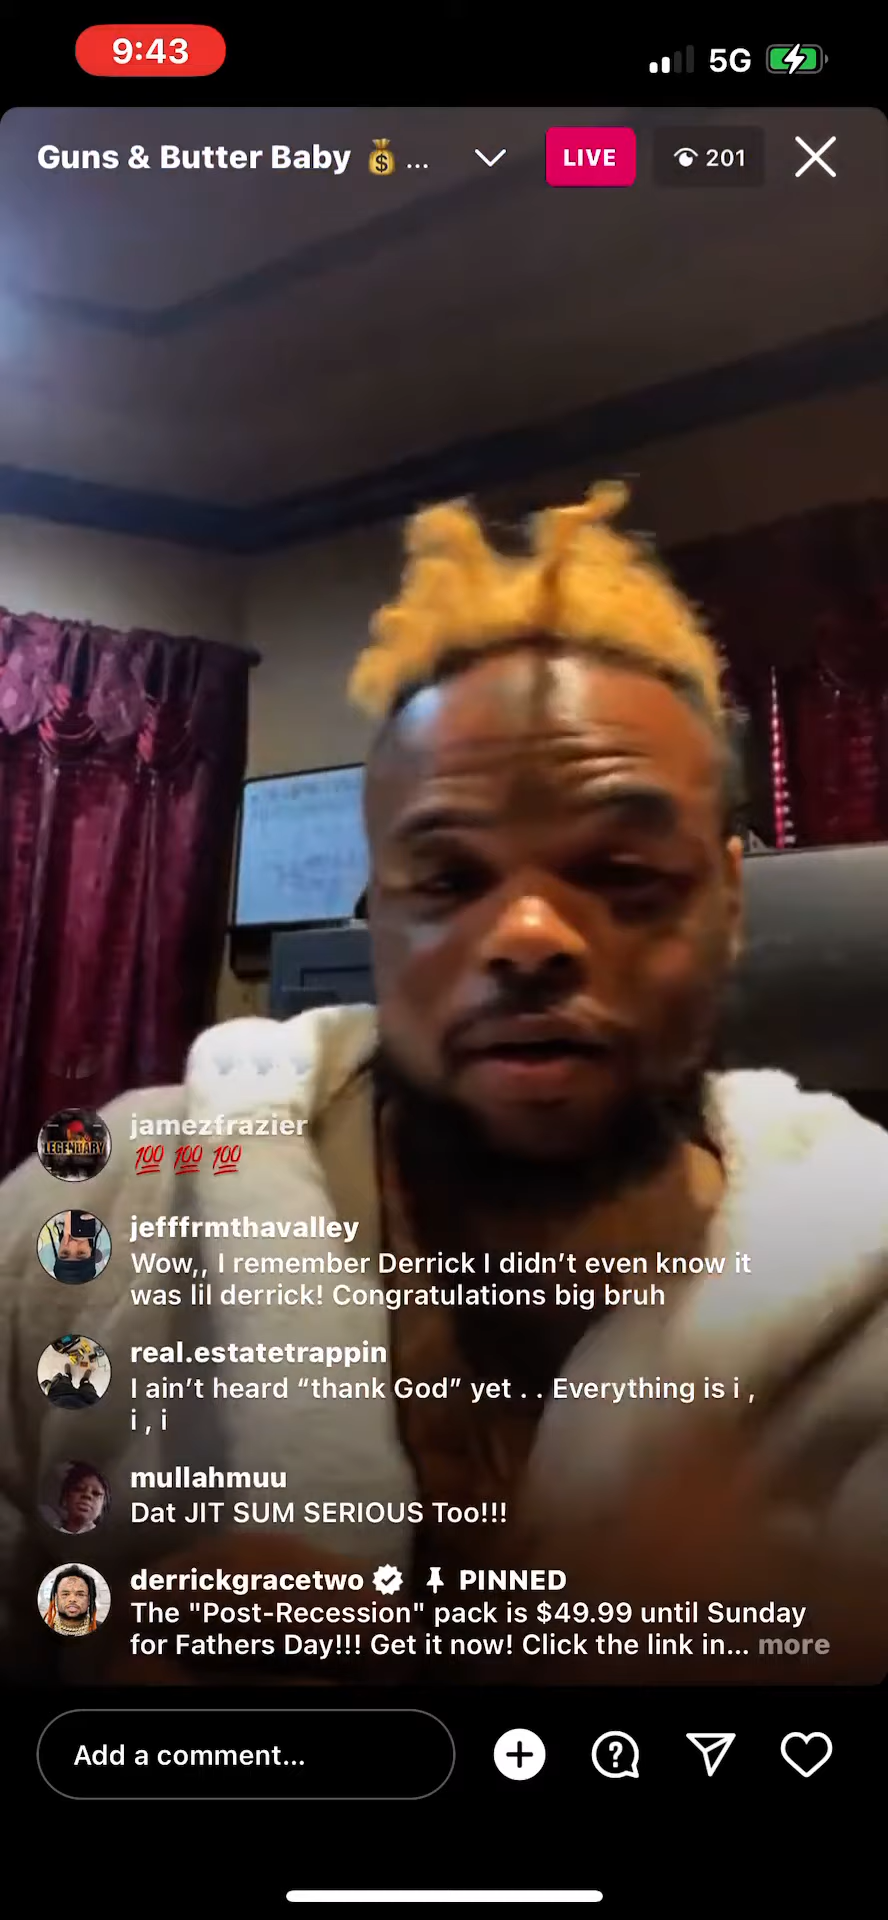 9:43
5G
Guns & Butter Baby 💰 ...
LIVE
201
LEGENDARY
jamezfrazier
💯 💯 💯
jefffrmthavalley
Wow,, I remember Derrick I didn't even know it
was lil derrick! Congratulations big bruh
real.estatetrappin
I ain't heard “thank God” yet . . Everything is i ,
i , i
mullahmuu
Dat JIT SUM SERIOUS Too!!!
derrickgracetwo PINNED
The "Post-Recession" pack is $49.99 until Sunday
for Fathers Day!!! Get it now! Click the link in... more
Add a comment...